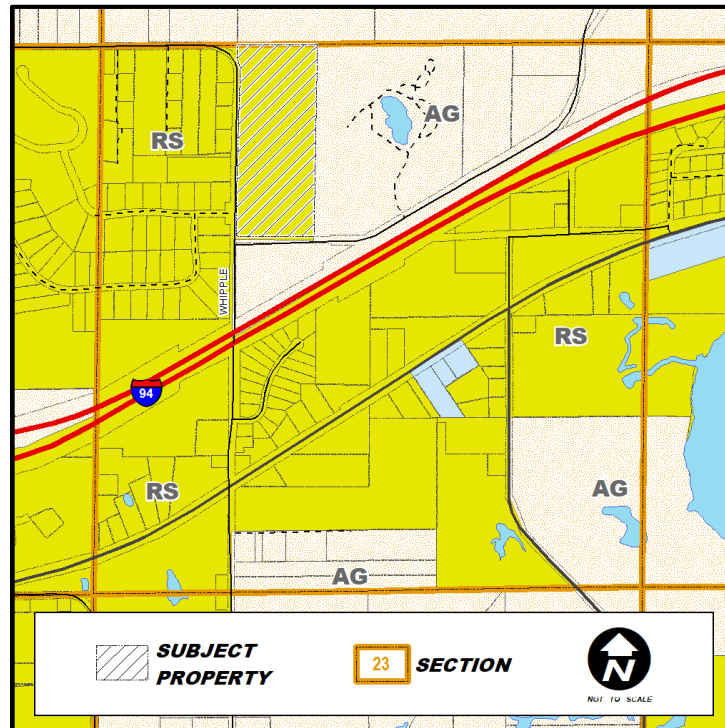 RS
AG
WHIPPLE
RS
94
RS
AG
AG
SUBJECT
PROPERTY
23
SECTION
N
NOT TO SCALE